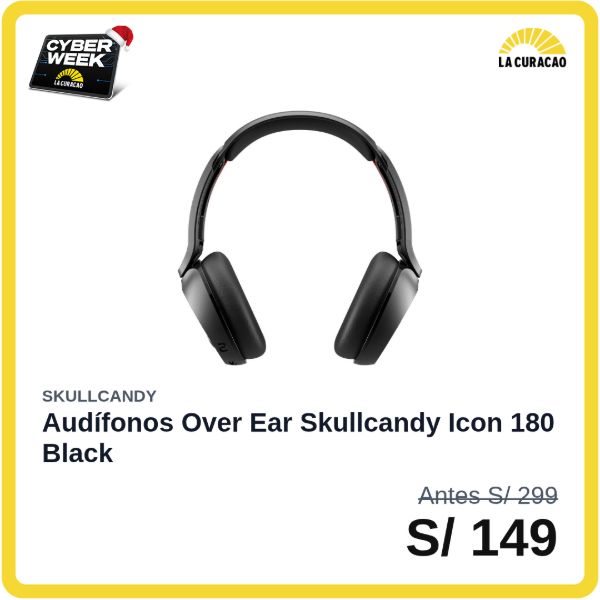 CYBER
WEEK
LA CURACAO
LA CURACAO
SKULLCANDY
Audífonos Over Ear Skullcandy Icon 180
Black
Antes S/ 299
S/ 149